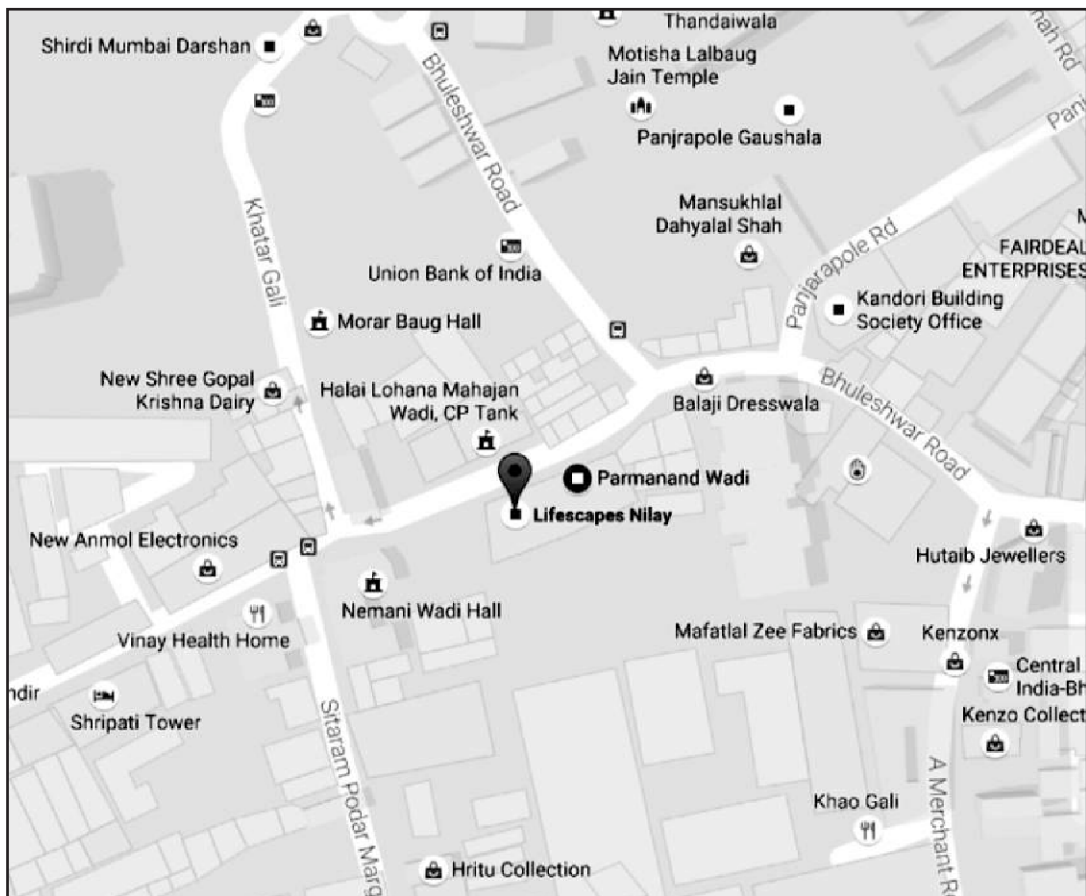 Thandaiwala
Shirdi Mumbai Darshan
Motisha Lalbaug
Jain Temple
Bhuleshwar Road
Panjrapole Gaushala
Khatar Gali
Mansukhlal
Dahyalal Shah
Panjarapole Rd
FAIRDEAL
ENTERPRISES
Union Bank of India
Kandori Building
Society Office
Morar Baug Hall
New Shree Gopal
Krishna Dairy
Halai Lohana Mahajan
Wadi, CP Tank
Balaji Dresswala
Bhuleshwar Road
Parmanand Wadi
Lifescapes Nilay
New Anmol Electronics
Hutaib Jewellers
Nemani Wadi Hall
Vinay Health Home
Mafatlal Zee Fabrics
Kenzonx
Central
India-Bh
ndir
Shripati Tower
Kenzo Collect
Sitaram Podar Marg
A Merchant R
Khao Gali
Hritu Collection